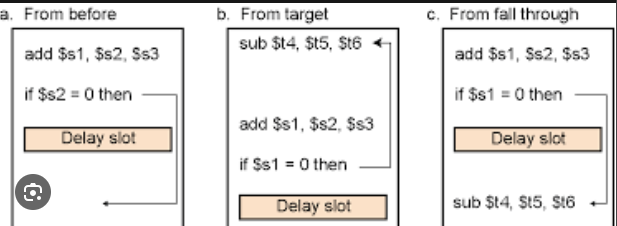 a. From before
add $s1, $s2, $s3
if $s2 = 0 then
Delay slot
b. From target
sub $t4, $t5, $t6
add $s1, $s2, $s3
if $s1 = 0 then
Delay slot
c. From fall through
add $s1, $s2, $s3
if $s1 = 0 then
Delay slot
sub $t4, $t5, $t6